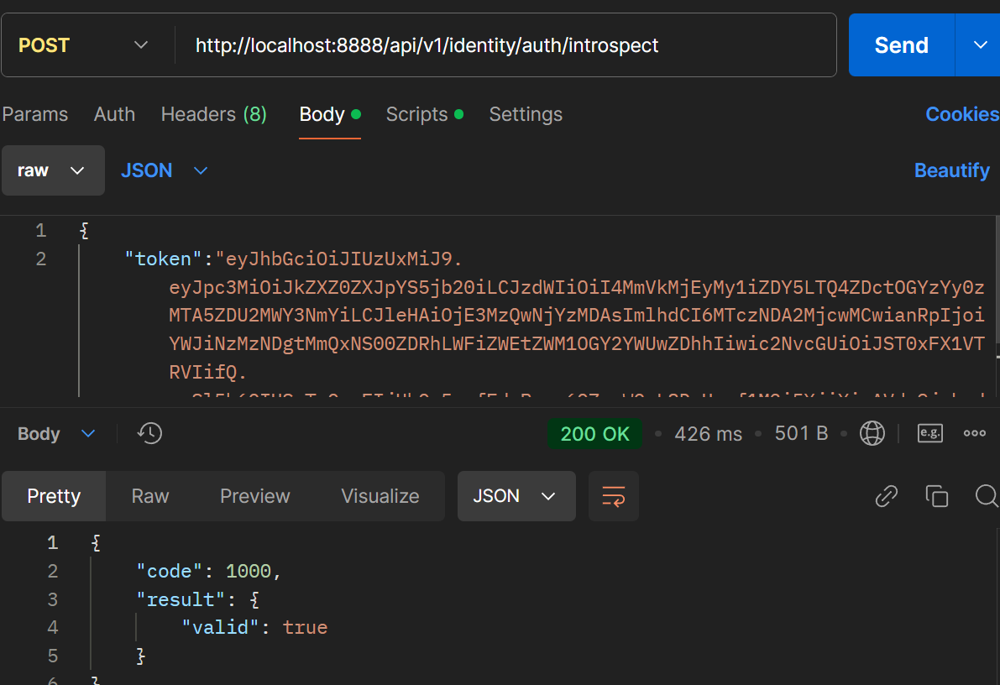 POST http://localhost:8888/api/v1/identity/auth/introspect Send
Params Auth Headers (8) Body Scripts Settings Cookies
raw JSON Beautify
1 {
2 "token":"eyJhbGciOiJIUzUxMiJ9.
eyJpc3MiOiJkZXZ0ZXJpYS5jb20iLCJzdWIiOiI4MmVkMjEyMy1iZDY5LTQ4ZDctOGYzYy0z
MTA5ZDU2MWY3NmYiLCJleHAiOjE3MzQwNjYzMDAsImlhdCI6MTczNDA2MjcwMCwianRpIjoi
YWJiNzMzNDgtMmQxNS00ZDRhLWFiZWEtZWM1OGY2YWUwZDhhIiwic2NvcGUiOiJST0xFX1VT
RVIifQ.
Body 200 OK 426 ms 501 B e.g.
Pretty Raw Preview Visualize JSON
1 {
2 "code": 1000,
3 "result": {
4 "valid": true
5 }
6 }